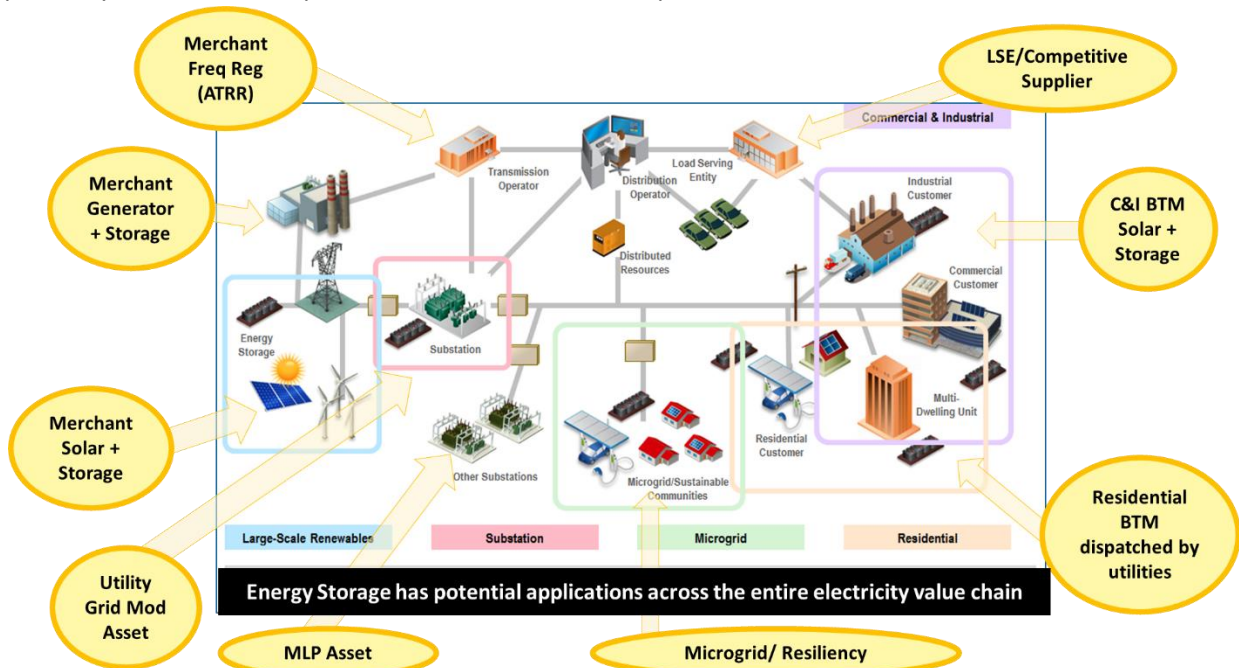 Merchant
Freq Reg
(ATRR)
LSE/Competitive
Supplier
Commercial & Industrial
Transmission
Operator
Distribution
Operator
Load Serving
Entity
Industrial
Customer
Merchant
Generator
+ Storage
C&I BTM
Solar +
Storage
Distributed
Resources
Commercial
Customer
Energy
Storage
Substation
Multi-
Dwelling Unit
Residential
Customer
Merchant
Solar +
Storage
Other Substations
Microgrid/Sustainable
Communities
Residential
BTM
dispatched by
utilities
Large-Scale Renewables
Substation
Microgrid
Residential
Utility
Grid Mod
Asset
Energy Storage has potential applications across the entire electricity value chain
MLP Asset
Microgrid/ Resiliency